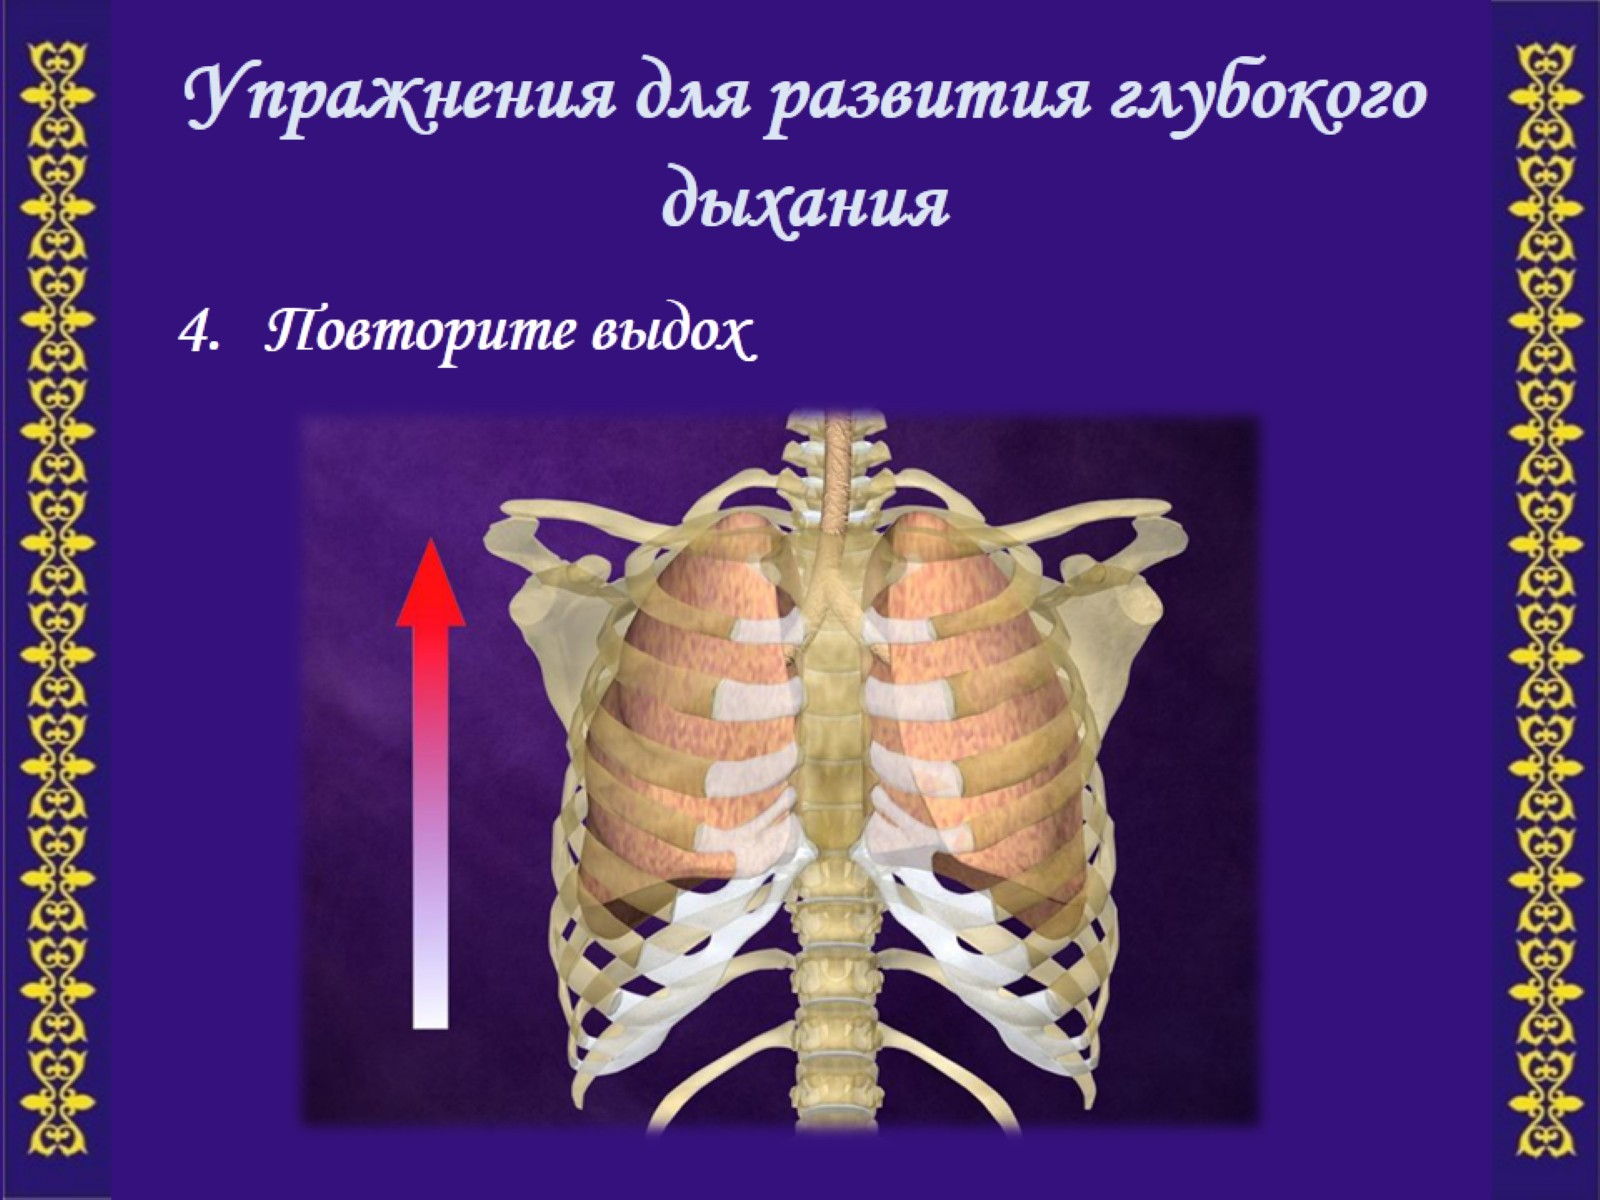 Упражнения для развития глубокого
дыхания
4. Повторите выдох